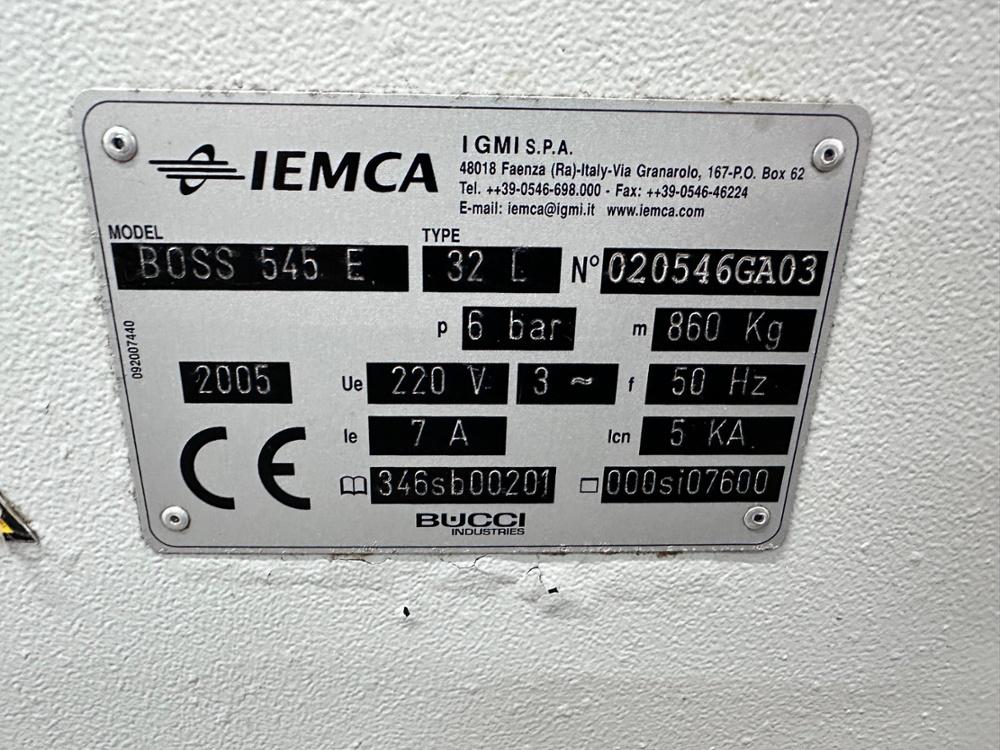 IEMCA
I GMI S.P.A.
48018 Faenza (Ra)-Italy-Via Granarolo, 167-P.O. Box 62
Tel. ++39-0546-698.000 - Fax: ++39-0546-46224
E-mail: iemca@igmi.it www.iemca.com
MODEL TYPE
BOSS 545 E 32 L N° 020546GA03
p 6 bar m 860 Kg
092007440
2005 Ue 220 V 3 ~ f 50 Hz
Ie 7 A Icn 5 KA
CE
346sb00201 000si07600
BUCCI
INDUSTRIES